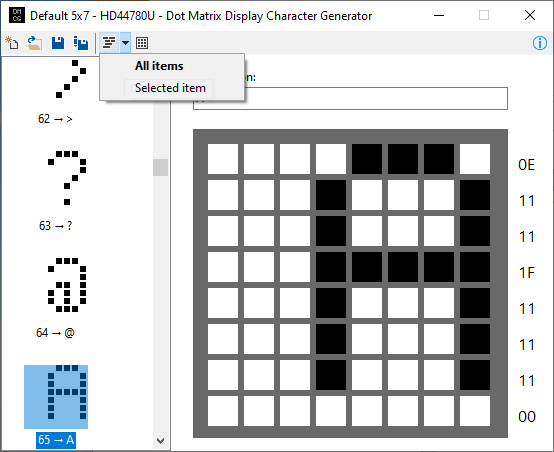 Default 5x7 - HD44780U - Dot Matrix Display Character Generator
All items
Selected item
on:
62 → >
63 → ?
64 → @
65 → A
0E
11
11
1F
11
11
11
00